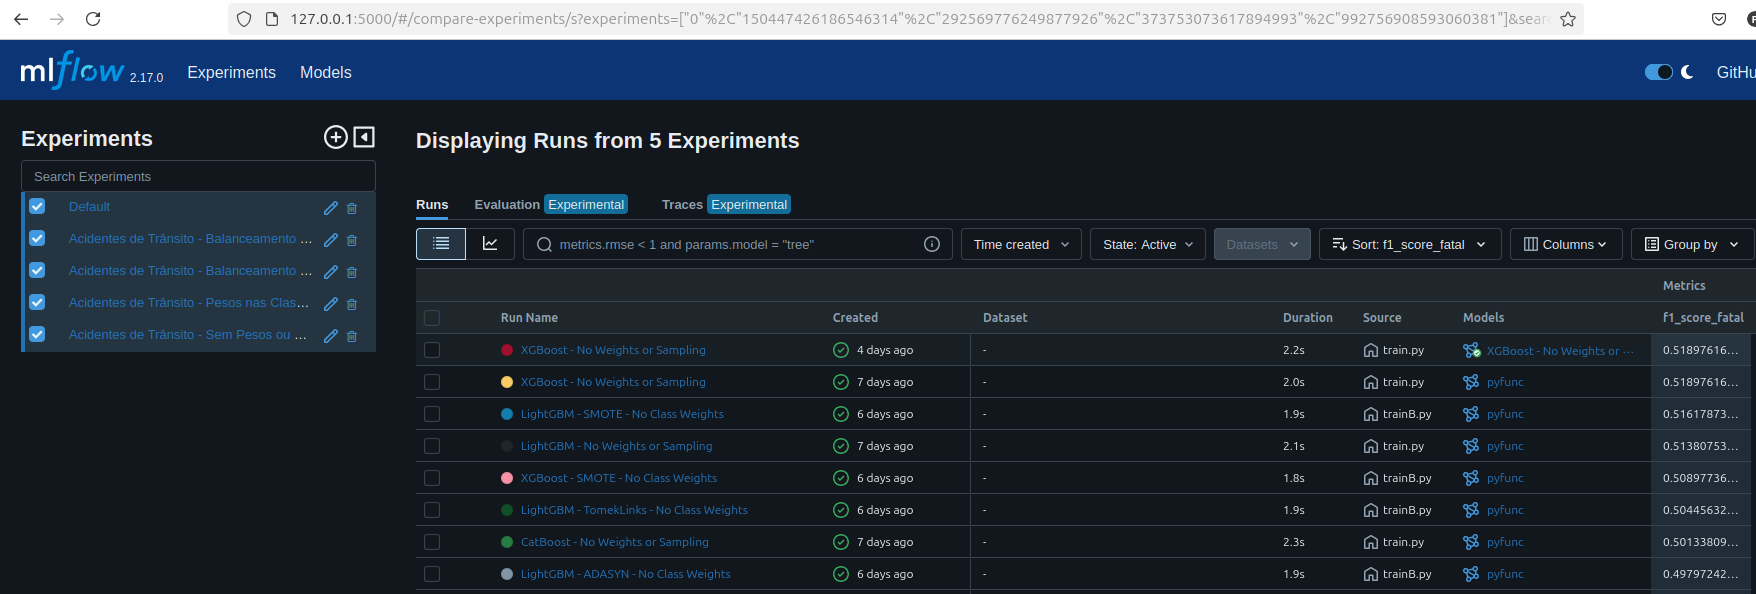 127.0.0.1:5000/#/compare-experiments/s?experiments=["0"%2C"150447426186546314"%2C"292569776249877926"%2C"373753073617894993"%2C"992756908593060381"]&sear
mlflow 2.17.0 Experiments Models GitHu
Experiments
Search Experiments
Default
Acidentes de Trânsito - Balanceamento ...
Acidentes de Trânsito - Balanceamento ...
Acidentes de Trânsito - Pesos nas Clas...
Acidentes de Trânsito - Sem Pesos ou ...
Displaying Runs from 5 Experiments
Runs Evaluation Experimental Traces Experimental
metrics.rmse < 1 and params.model = "tree" Time created State: Active Datasets Sort: f1_score_fatal Columns Group by
Metrics
Run Name Created Dataset Duration Source Models f1_score_fatal
XGBoost - No Weights or Sampling 4 days ago - 2.2s train.py XGBoost - No Weights or ... 0.51897616...
XGBoost - No Weights or Sampling 7 days ago - 2.0s train.py pyfunc 0.51897616...
LightGBM - SMOTE - No Class Weights 6 days ago - 1.9s trainB.py pyfunc 0.51617873...
LightGBM - No Weights or Sampling 7 days ago - 2.1s train.py pyfunc 0.51380753...
XGBoost - SMOTE - No Class Weights 6 days ago - 1.8s trainB.py pyfunc 0.50897736...
LightGBM - TomekLinks - No Class Weights 6 days ago - 1.9s trainB.py pyfunc 0.50445632...
CatBoost - No Weights or Sampling 7 days ago - 2.3s train.py pyfunc 0.50133809...
LightGBM - ADASYN - No Class Weights 6 days ago - 1.9s trainB.py pyfunc 0.49797242...